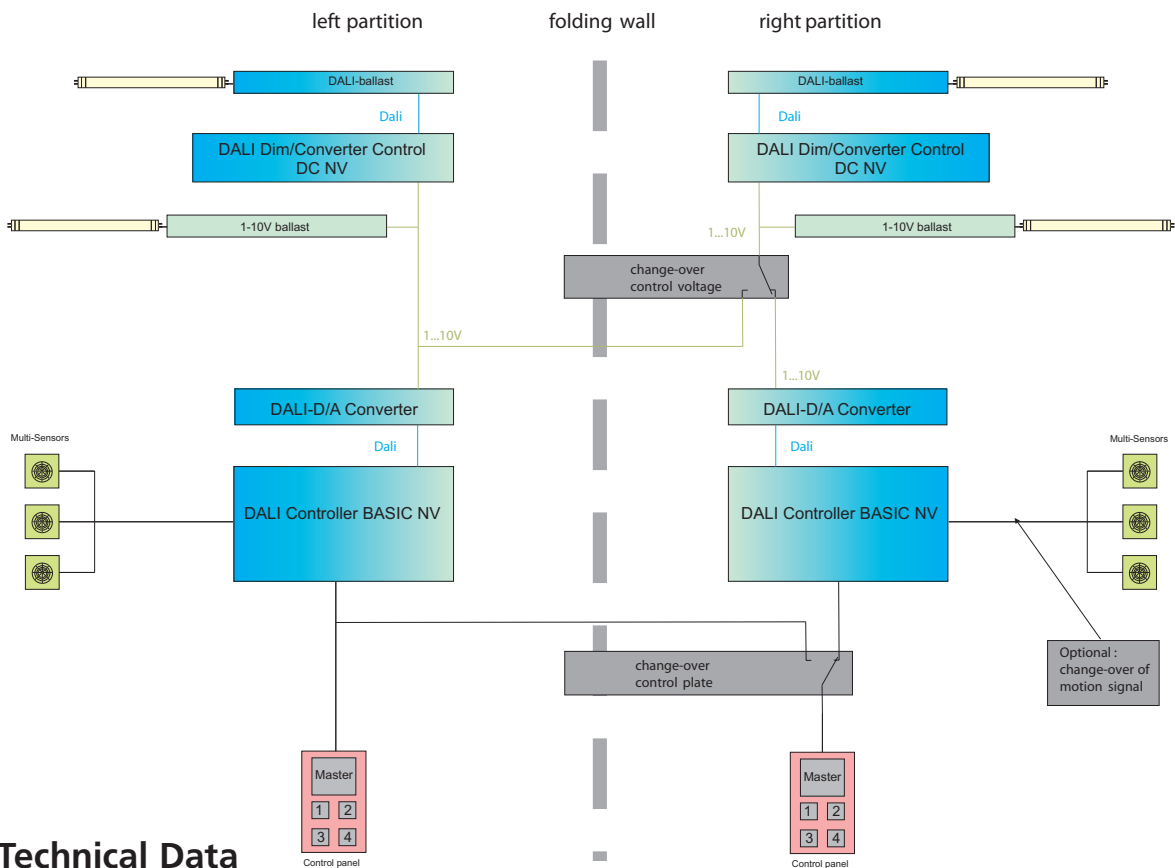 left partition
folding wall
right partition
DALI-ballast
DALI-ballast
Dali
Dali
DALI Dim/Converter Control
DC NV
DALI Dim/Converter Control
DC NV
1-10V ballast
1-10V ballast
1...10V
change-over
control voltage
1...10V
1...10V
DALI-D/A Converter
DALI-D/A Converter
Dali
Dali
Multi-Sensors
Multi-Sensors
DALI Controller BASIC NV
DALI Controller BASIC NV
change-over
control plate
Optional :
change-over of
motion signal
Master
1 2
3 4
Control panel
Master
1 2
3 4
Control panel
Technical Data